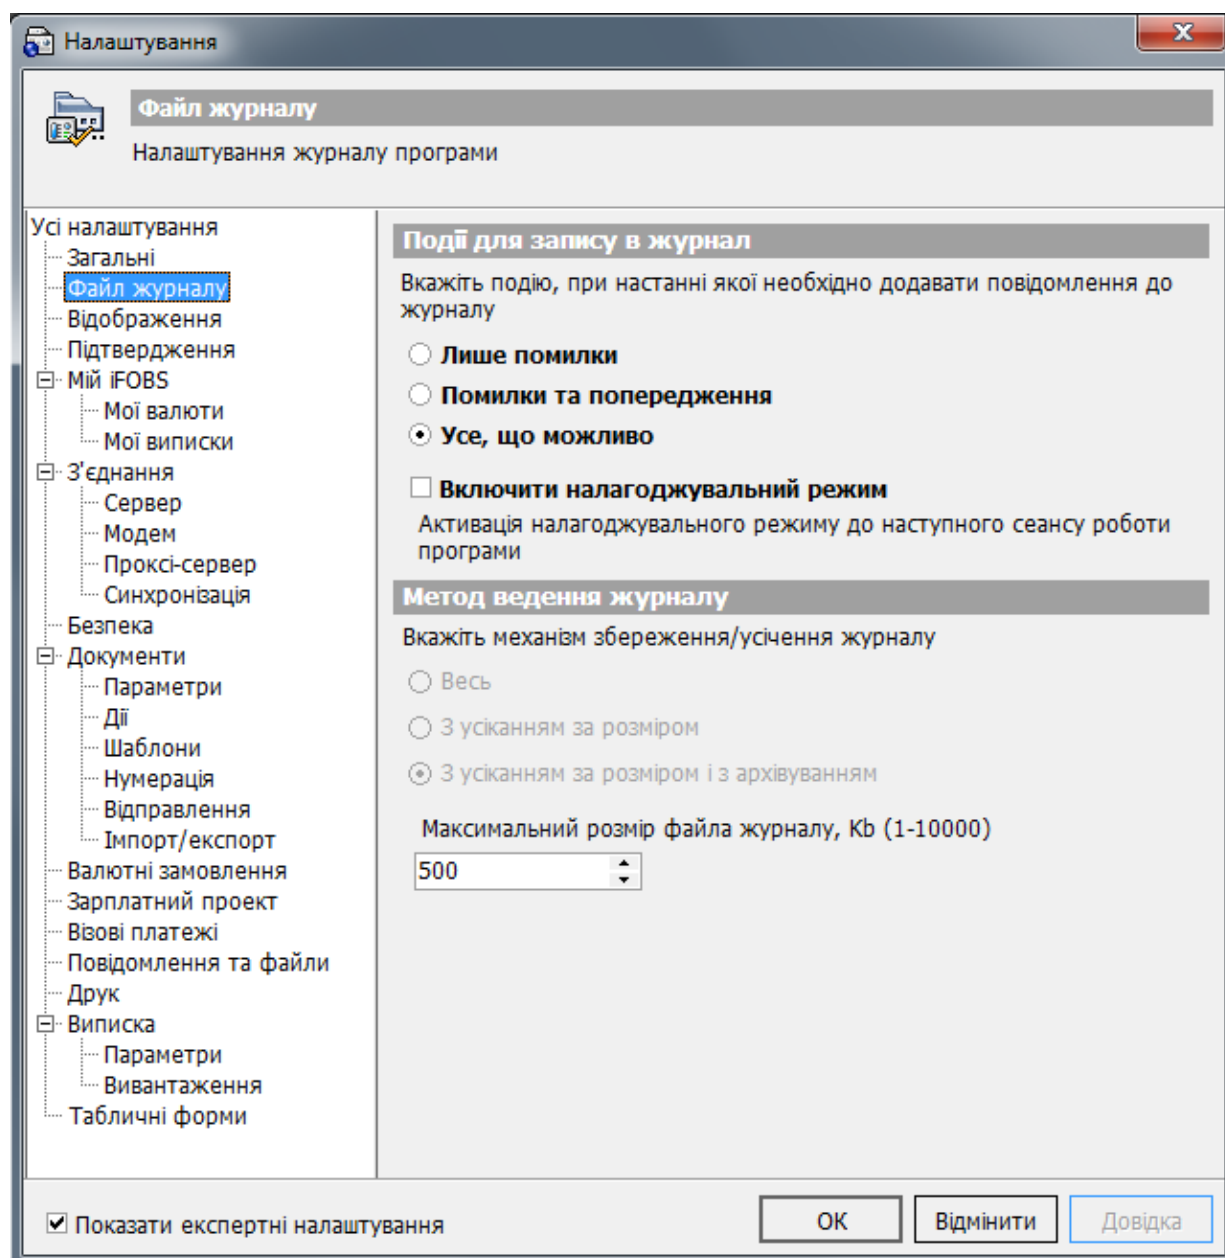 Налаштування
Файл журналу
Налаштування журналу програми
Усі налаштування
Загальні
Файл журналу
Відображення
Підтвердження
Мій iFOBS
Мої валюти
Мої виписки
З'єднання
Сервер
Модем
Проксі-сервер
Синхронізація
Безпека
Документи
Параметри
Дії
Шаблони
Нумерація
Відправлення
Імпорт/експорт
Валютні замовлення
Зарплатний проект
Візові платежі
Повідомлення та файли
Друк
Виписка
Параметри
Вивантаження
Табличні форми
Події для запису в журнал
Вкажіть подію, при настанні якої необхідно додавати повідомлення до
журналу
Лише помилки
Помилки та попередження
Усе, що можливо
Включити налагоджувальний режим
Активація налагоджувального режиму до наступного сеансу роботи
програми
Метод ведення журналу
Вкажіть механізм збереження/усічення журналу
Весь
З усіканням за розміром
З усіканням за розміром і з архівуванням
Максимальний розмір файла журналу, Kb (1-10000)
500
Показати експертні налаштування
ОК
Відмінити
Довідка